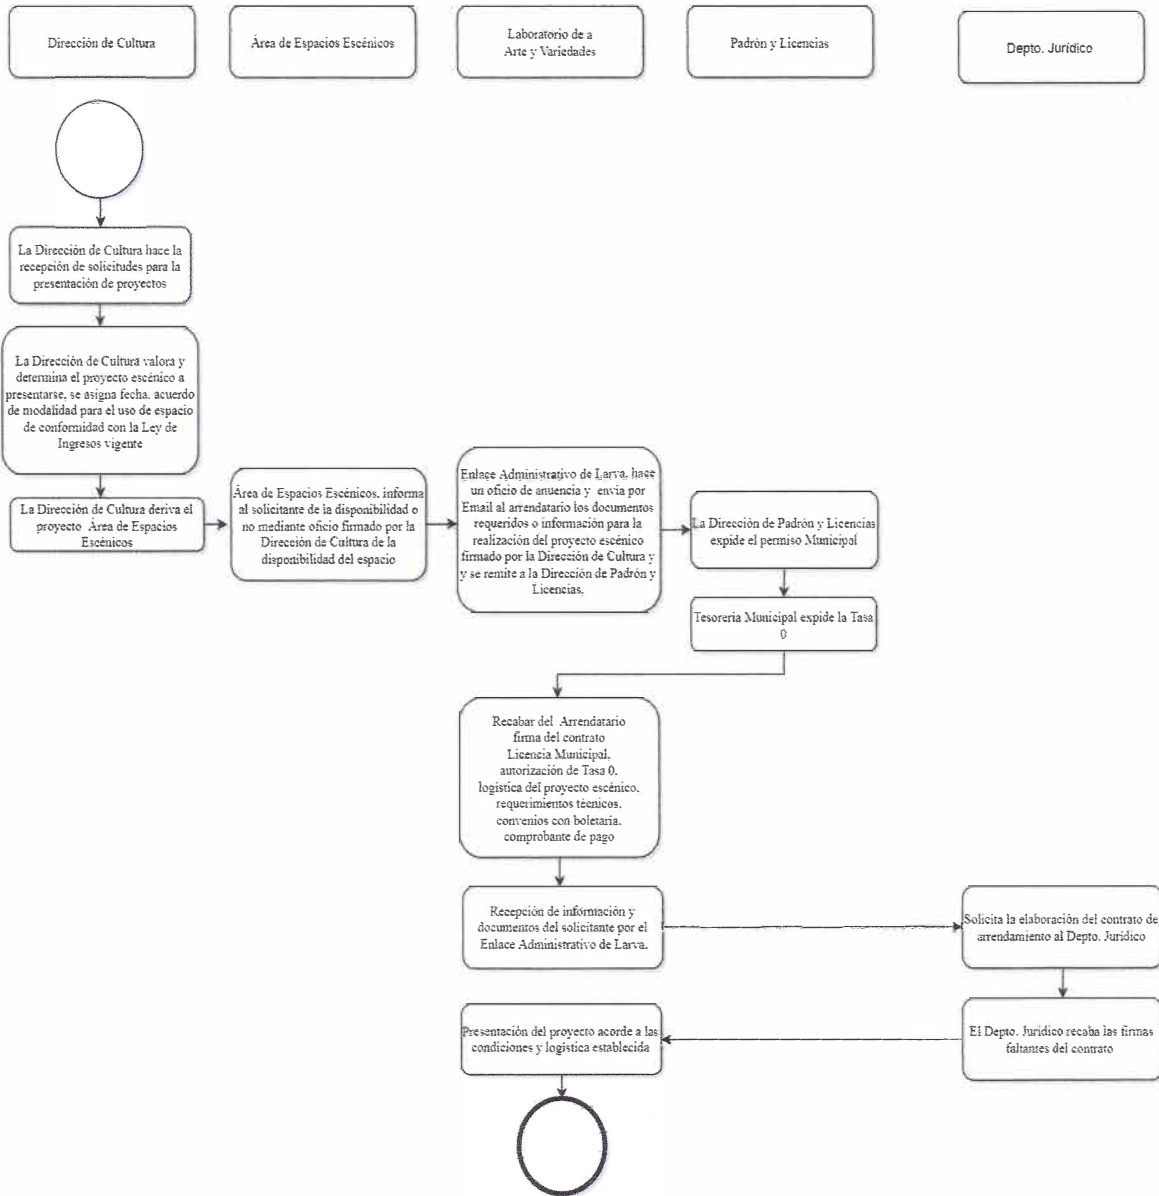 Dirección de Cultura
Área de Espacios Escénicos
Laboratorio de a
Arte y Variedades
Padrón y Licencias
Depto. Jurídico
La Dirección de Cultura hace la
recepción de solicitudes para la
presentación de proyectos
La Dirección de Cultura valora y
determina el proyecto escénico a
presentarse, se asigna fecha, acuerdo
de modalidad para el uso de espacio
de conformidad con la Ley de
Ingresos vigente
La Dirección de Cultura deriva el
proyecto Área de Espacios
Escénicos
Área de Espacios Escénicos, informa
al solicitante de la disponibilidad o
no mediante oficio firmado por la
Dirección de Cultura de la
disponibilidad del espacio
Enlace Administrativo de Larva, hace
un oficio de anuencia y envia por
Email al arrendatario los documentos
requeridos o información para la
realización del proyecto escénico
firmado por la Dirección de Cultura y
y se remite a la Dirección de Padrón y
Licencias.
La Dirección de Padrón y Licencias
expide el permiso Municipal
Tesoreria Municipal expide la Tasa
0
Recabar del Arrendatario
firma del contrato
Licencia Municipal,
autorización de Tasa 0,
logística del proyecto escénico,
requerimientos técnicos,
convenios con boletaría,
comprobante de pago
Recepción de información y
documentos del solicitante por el
Enlace Administrativo de Larva.
Solicita la elaboración del contrato de
arrendamiento al Depto. Jurídico
El Depto. Jurídico recaba las firmas
faltantes del contrato
Presentación del proyecto acorde a las
condiciones y logística establecida